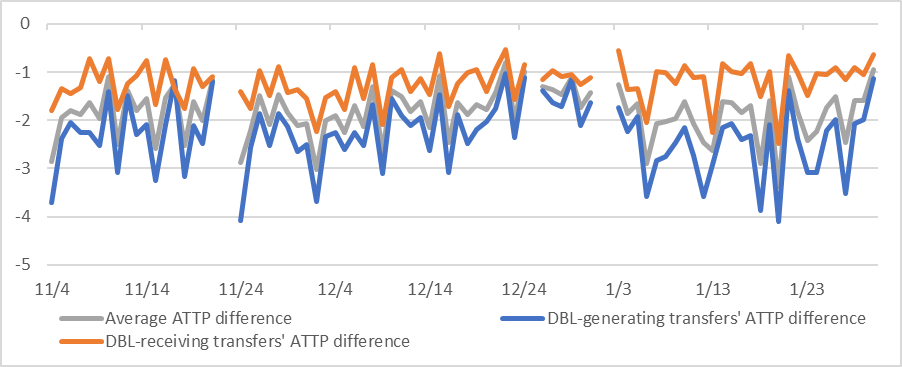 0
-1
-2
-3
-4
-5
11/4 11/14 11/24 12/4 12/14 12/24 1/3 1/13 1/23
Average ATTP difference DBL-generating transfers' ATTP difference
DBL-receiving transfers' ATTP difference